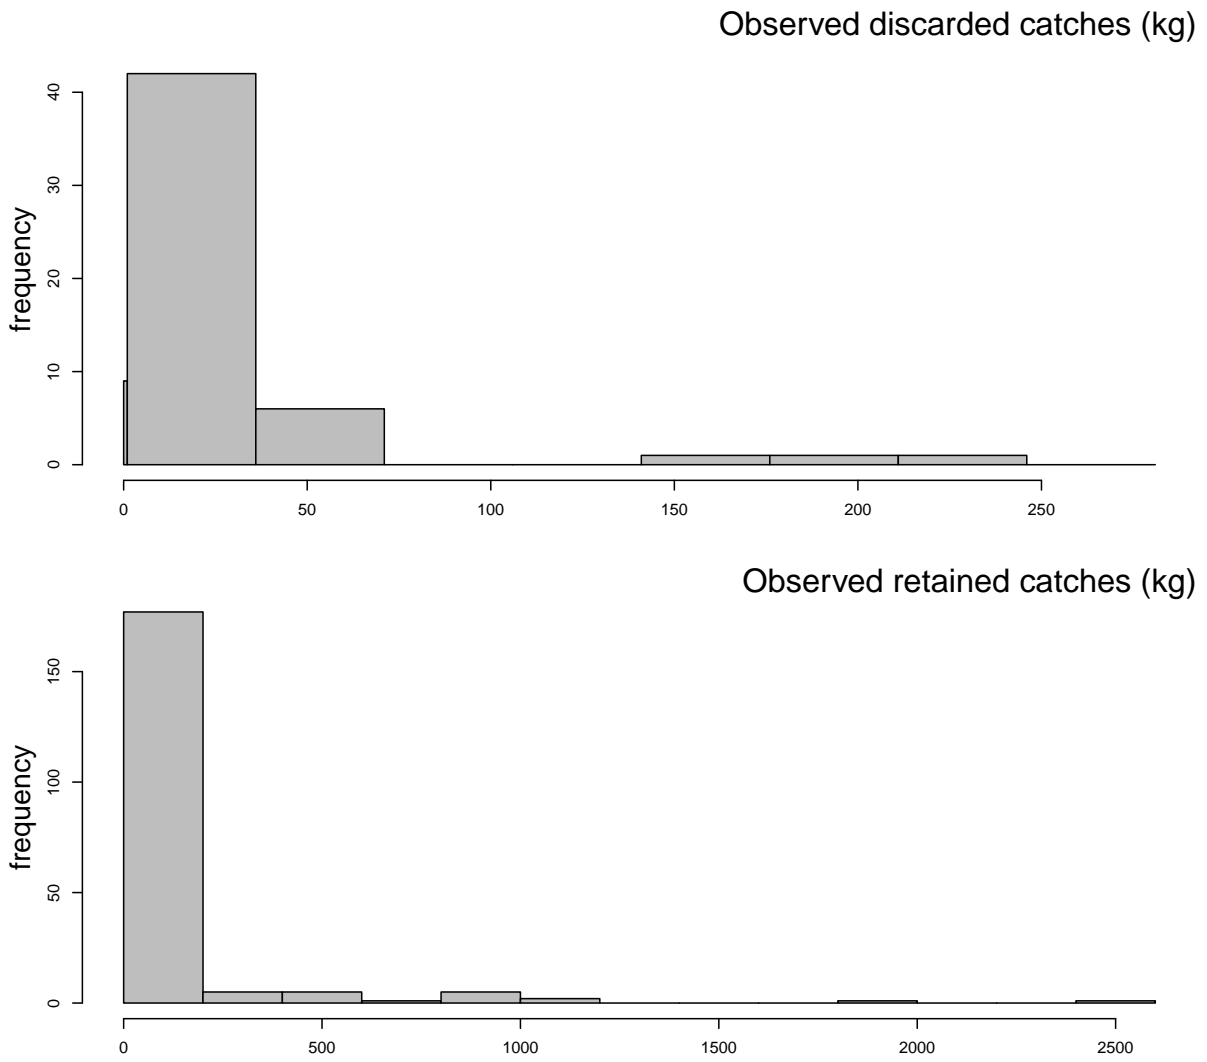 Observed discarded catches (kg)
frequency
40
30
20
10
0
0 50 100 150 200 250
Observed retained catches (kg)
frequency
150
100
50
0
0 500 1000 1500 2000 2500